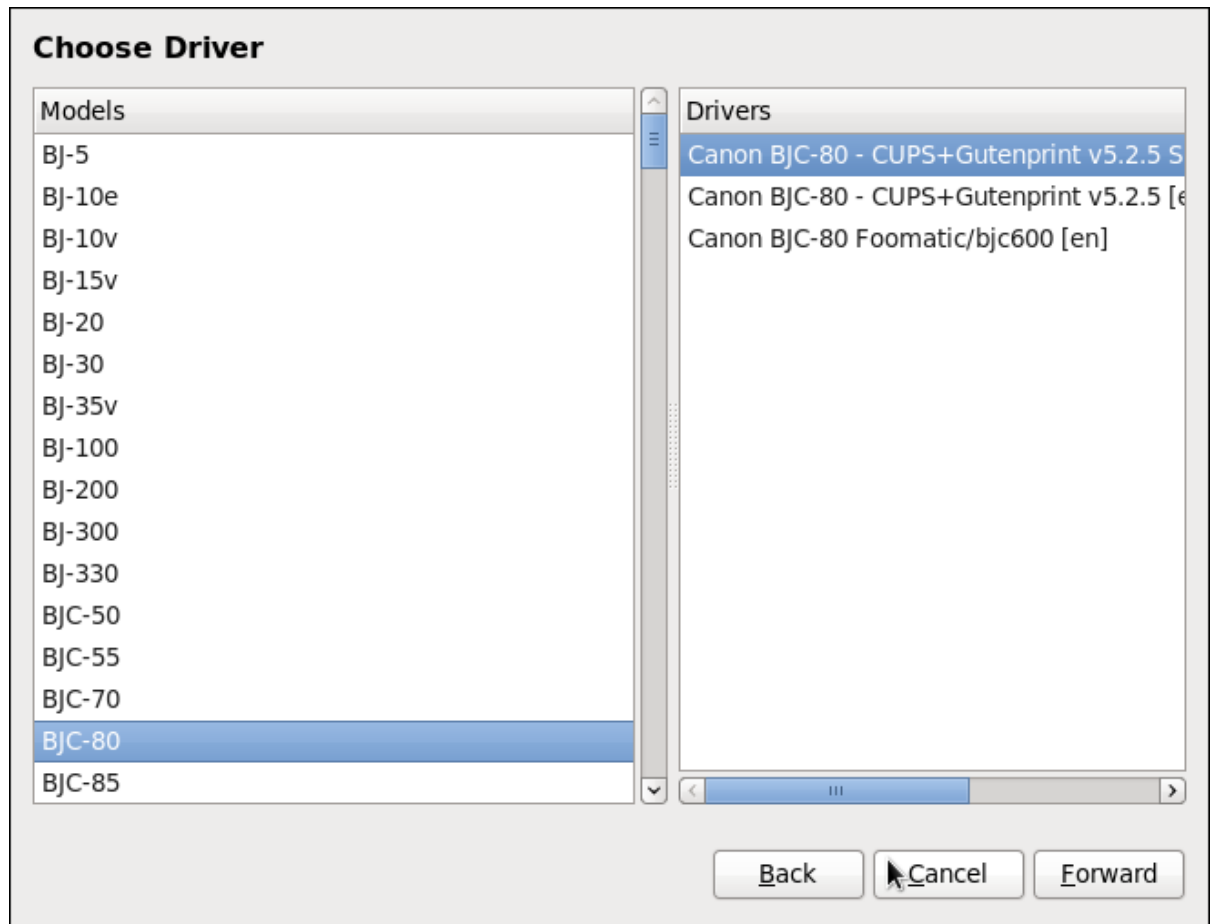 Choose Driver
Models
BJ-5
BJ-10e
BJ-10v
BJ-15v
BJ-20
BJ-30
BJ-35v
BJ-100
BJ-200
BJ-300
BJ-330
BJC-50
BJC-55
BJC-70
BJC-80
BJC-85
Drivers
Canon BJC-80 - CUPS+Gutenprint v5.2.5 S
Canon BJC-80 - CUPS+Gutenprint v5.2.5 [e
Canon BJC-80 Foomatic/bjc600 [en]
Back Cancel Forward